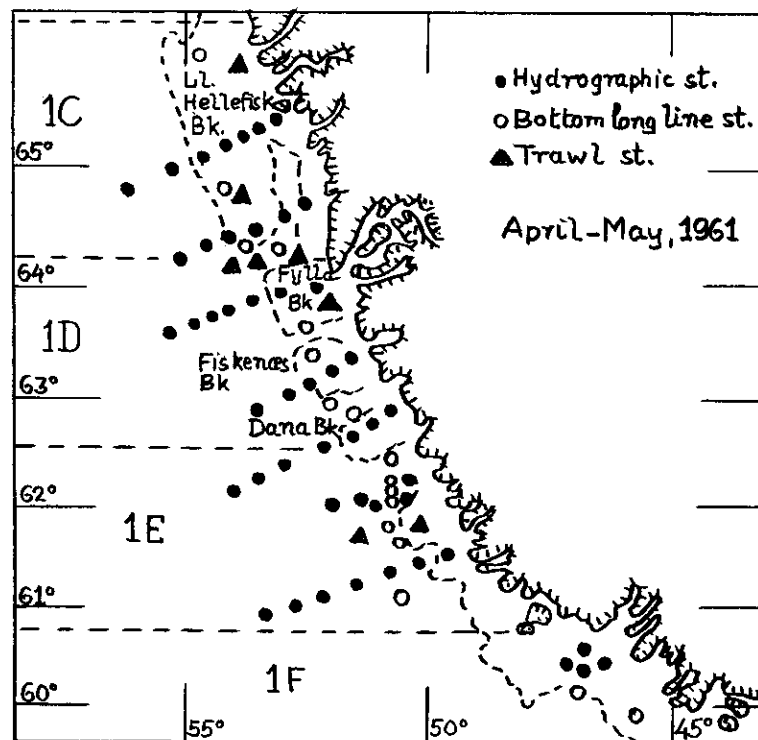 ● Hydrographic st.
○ Bottom long line st.
▲ Trawl st.
April-May, 1961
1C
Ll.
Hellefisk
Bk.
65°
64°
Fylla
Bk
1D
Fiskenæs
Bk
63°
Dana Bk.
62°
1E
61°
1F
60°
55°
50°
45°